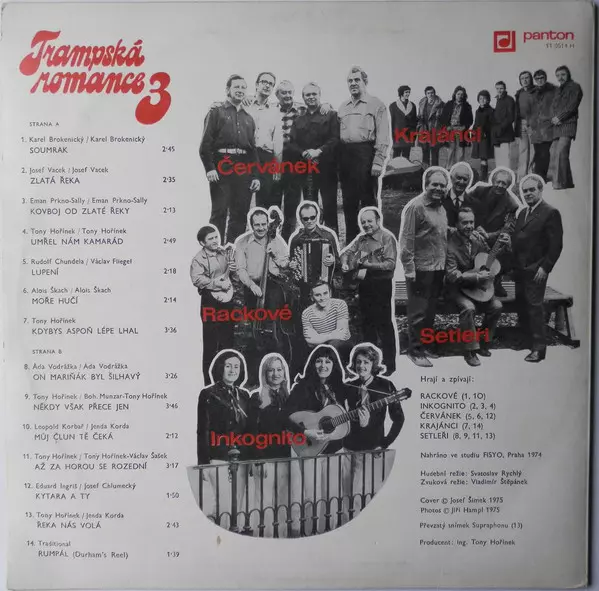 Trampská
romance 3
panton
11 0514 H
STRANA A
1. Karel Brokenický / Karel Brokenický
SOUMRAK 2:45
2. Josef Vacek / Josef Vacek
ZLATÁ ŘEKA 2:35
3. Eman Prkno-Sally / Eman Prkno-Sally
KOVBOJ OD ZLATÉ ŘEKY 2:13
4. Tony Hořínek / Tony Hořínek
UMŘEL NÁM KAMARÁD 2:49
5. Rudolf Chundela / Václav Fliegel
LUPENÍ 2:18
6. Alois Škach / Alois Škach
MOŘE HUČÍ 2:14
7. Tony Hořínek
KDYBYS ASPOŇ LÉPE LHAL 3:36
STRANA B
8. Áda Vodrážka / Áda Vodrážka
ON MARIŇÁK BYL ŠILHAVÝ 3:26
9. Tony Hořínek / Boh. Munzar-Tony Hořínek
NĚKDY VŠAK PŘECE JEN 3:46
10. Leopold Korbař / Jenda Korda
MŮJ ČLUN TĚ ČEKÁ 2:12
11. Tony Hořínek / Tony Hořínek-Václav Šašek
AŽ ZA HOROU SE ROZEDNÍ 3:17
12. Eduard Ingriš / Josef Chlumecký
KYTARA A TY 1:50
13. Tony Hořínek / Jenda Korda
ŘEKA NÁS VOLÁ 2:43
14. Traditional
RUMPÁL (Durham's Reel) 1:39
Červánek
Krajánci
Rackové
Setleři
Inkognito
Hrají a zpívají:
RACKOVÉ (1, 10)
INKOGNITO (2, 3, 4)
ČERVÁNEK (5, 6, 12)
KRAJÁNCI (7, 14)
SETLEŘI (8, 9, 11, 13)
Nahráno ve studiu FISYO, Praha 1974
Hudební režie: Svatoslav Rychlý
Zvuková režie: Vladimír Štěpánek
Cover © Josef Šimek 1975
Photos © Jiří Hampl 1975
Převzatý snímek Supraphonu (13)
Producent: ing. Tony Hořínek